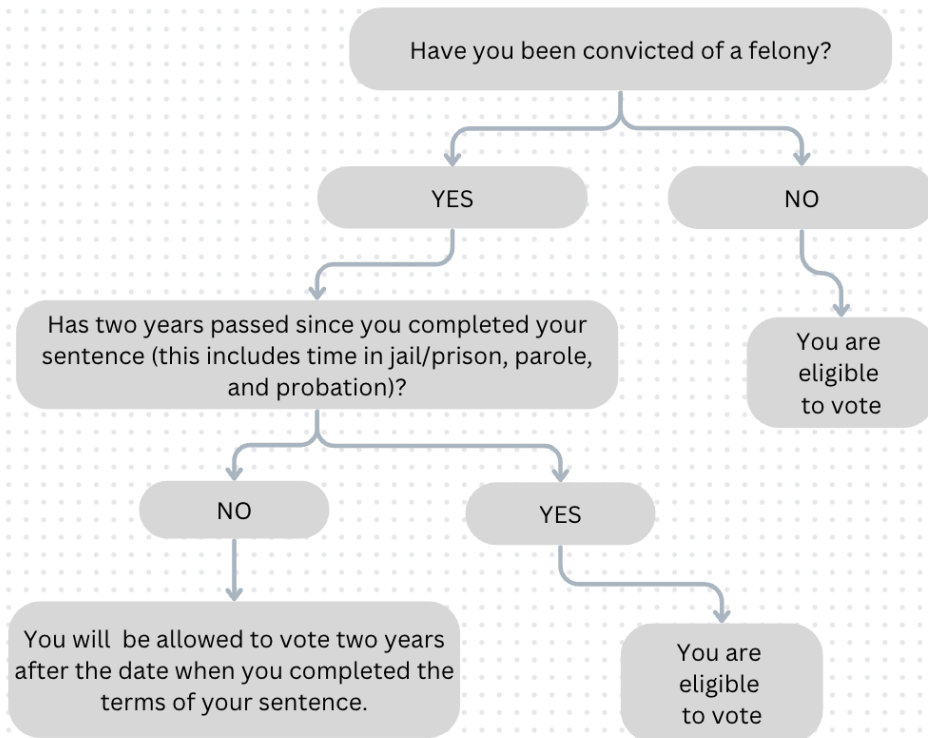 Have you been convicted of a felony?
YES
NO
Has two years passed since you completed your
sentence (this includes time in jail/prison, parole,
and probation)?
You are
eligible
to vote
NO
YES
You will be allowed to vote two years
after the date when you completed the
terms of your sentence.
You are
eligible
to vote